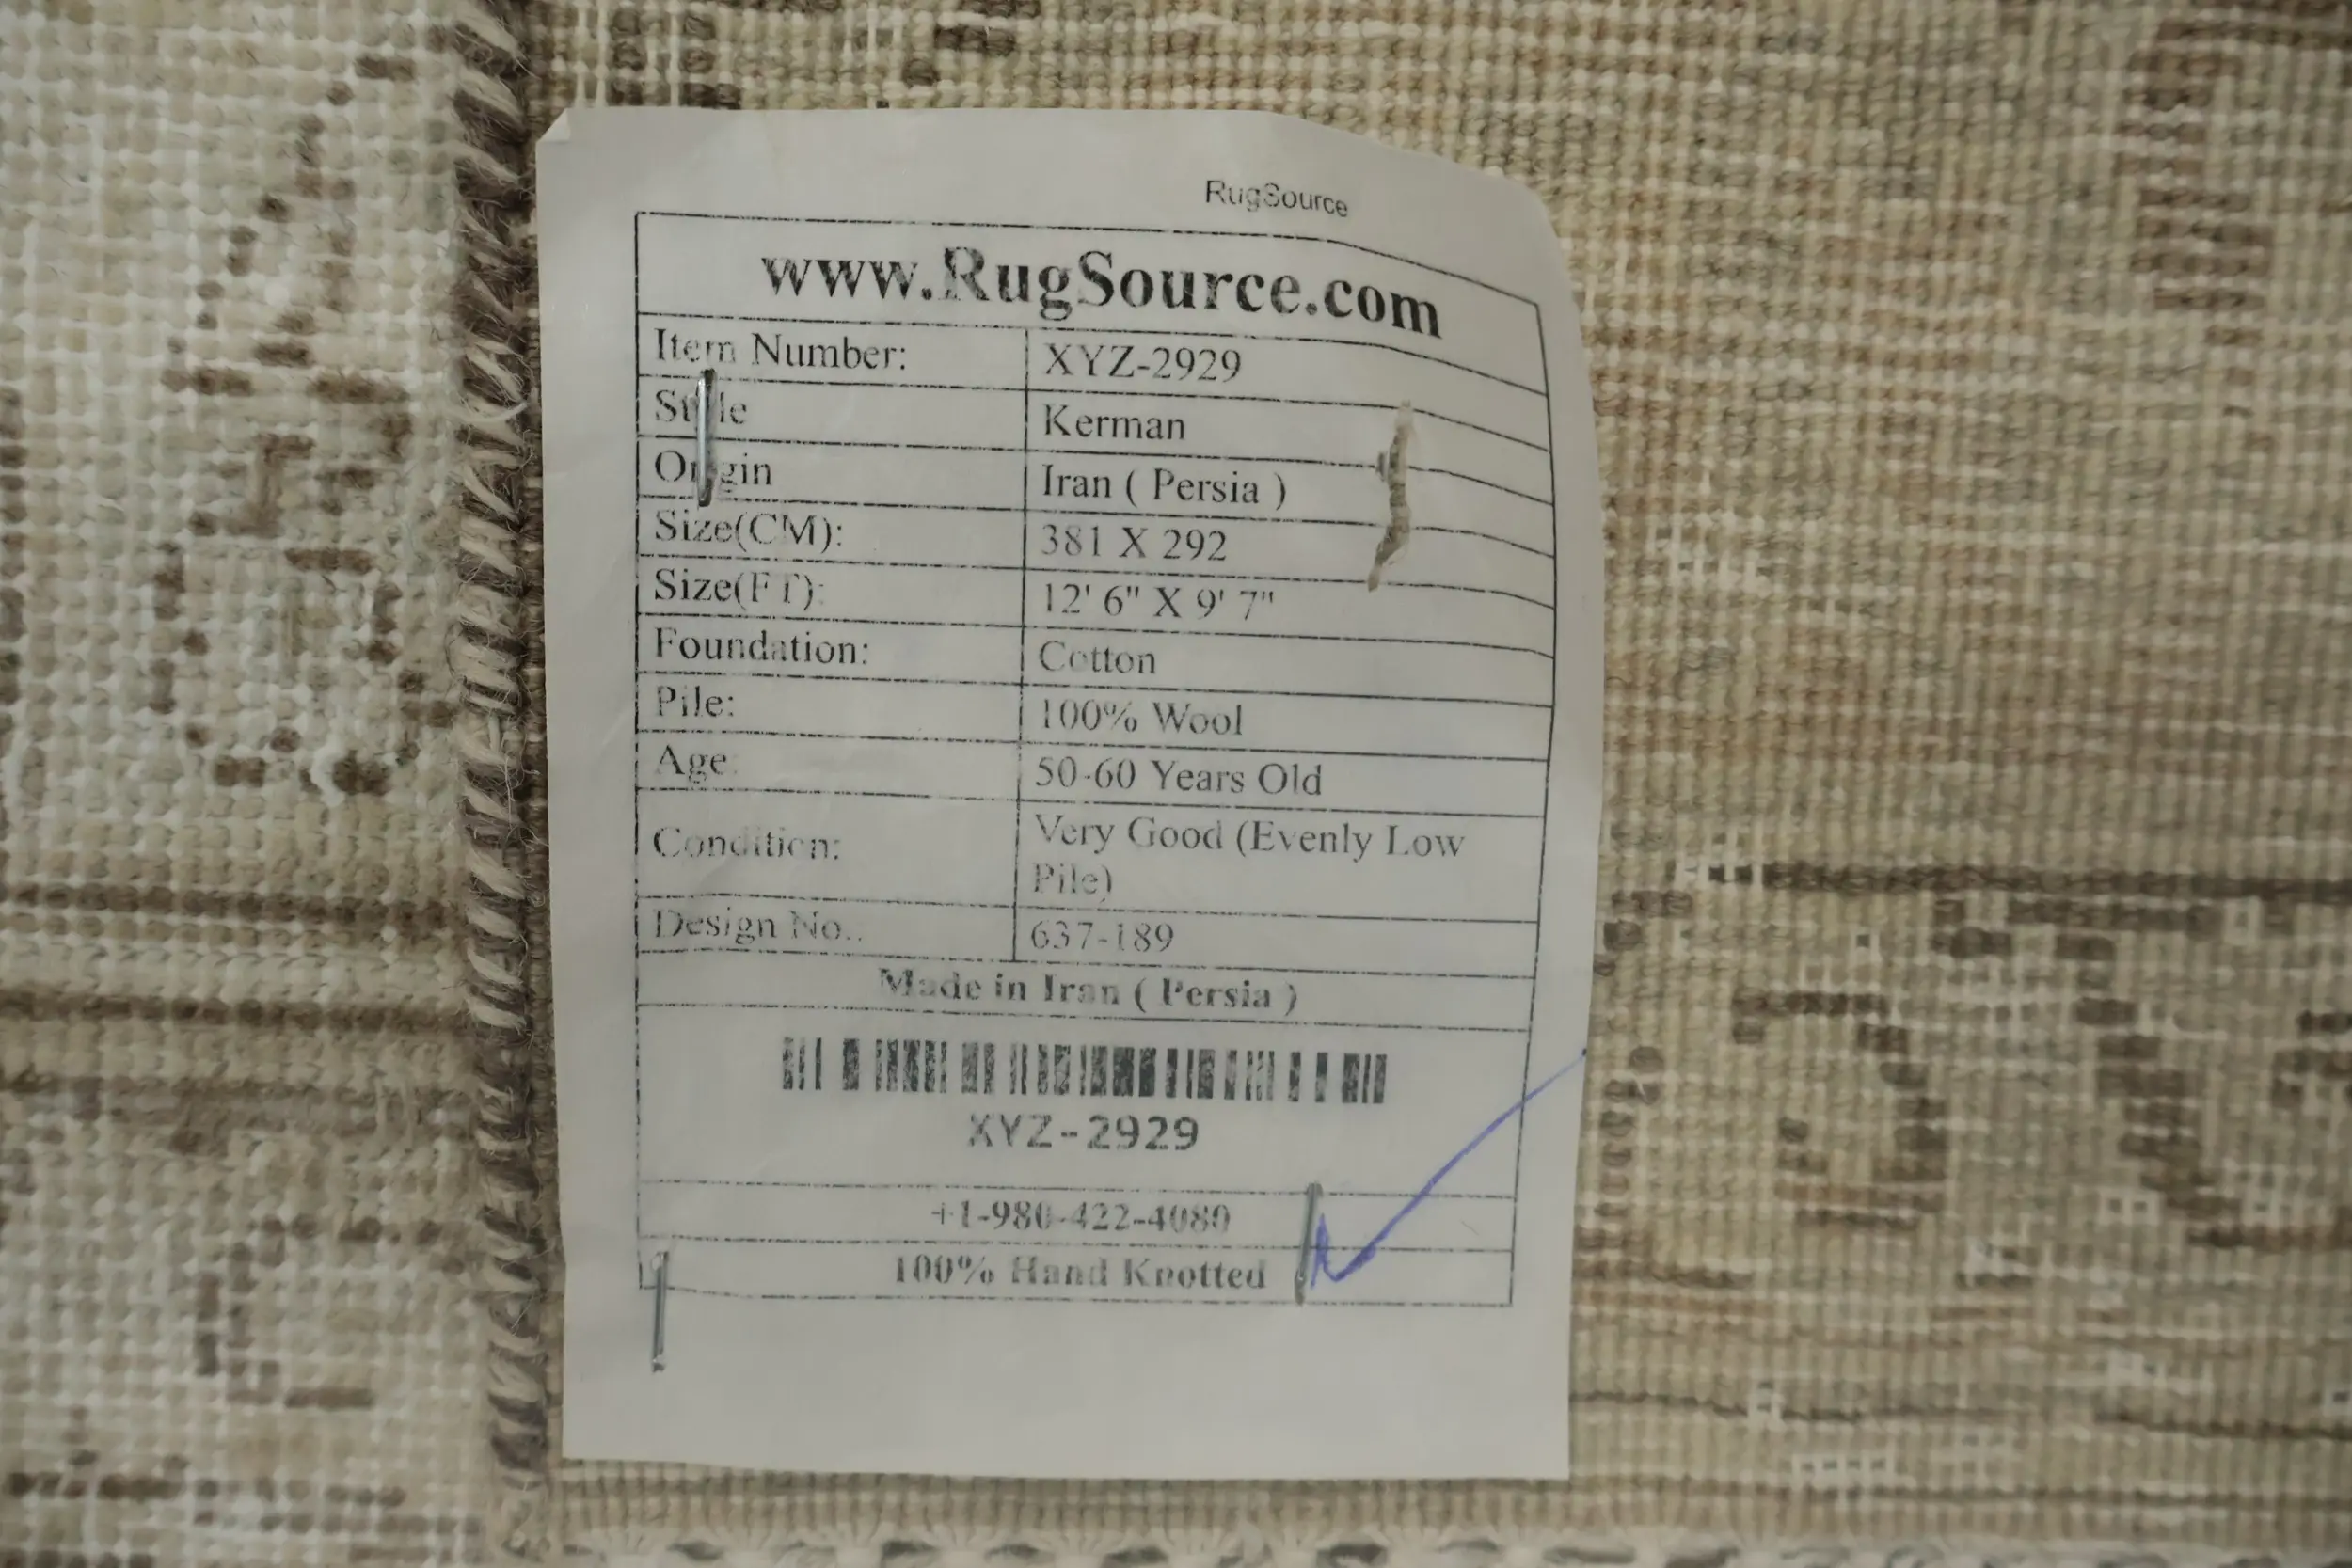 RugSource
www.RugSource.com
Item Number: XYZ-2929
Style Kerman
Origin Iran ( Persia )
Size(CM): 381 X 292
Size(FT): 12' 6" X 9' 7"
Foundation: Cotton
Pile: 100% Wool
Age: 50-60 Years Old
Condition: Very Good (Evenly Low
Pile)
Design No.: 637-189
Made in Iran ( Persia )
XYZ-2929
+1-980-422-4080
100% Hand Knotted